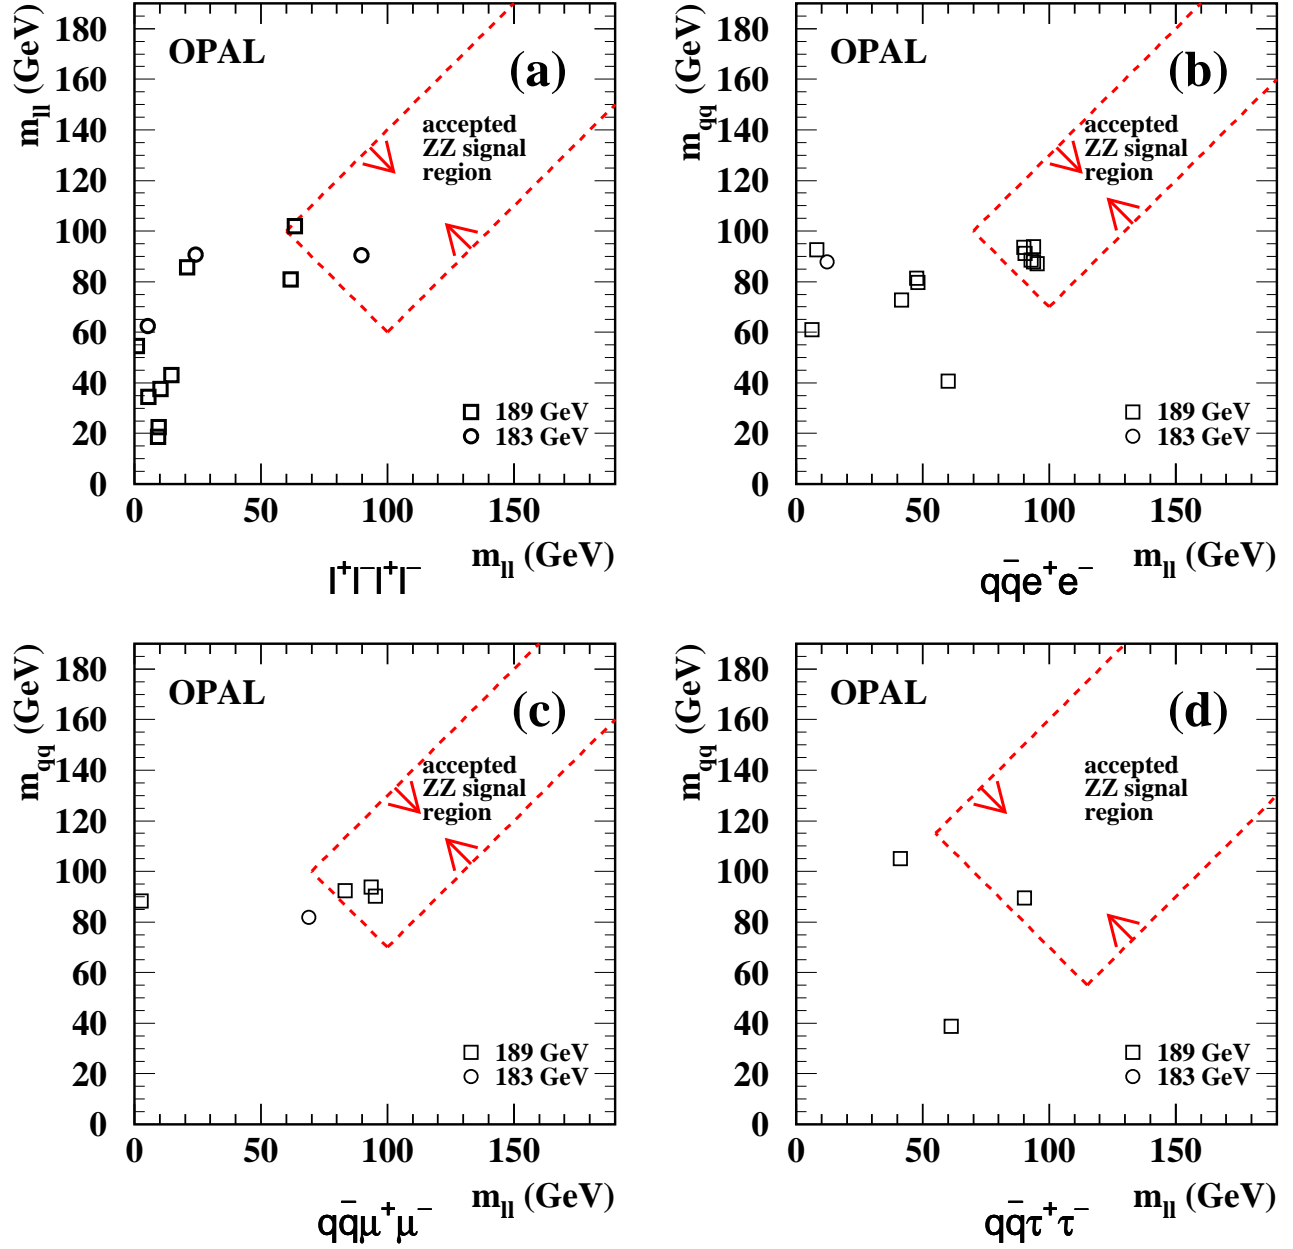 OPAL
(a)
accepted
ZZ signal
region
189 GeV
183 GeV
m_ll (GeV)
180
160
140
120
100
80
60
40
20
0
0 50 100 150
m_ll (GeV)
l⁺l⁻l⁺l⁻
OPAL
(b)
accepted
ZZ signal
region
189 GeV
183 GeV
m_qq (GeV)
180
160
140
120
100
80
60
40
20
0
0 50 100 150
m_ll (GeV)
qq̄e⁺e⁻
OPAL
(c)
accepted
ZZ signal
region
189 GeV
183 GeV
m_qq (GeV)
180
160
140
120
100
80
60
40
20
0
0 50 100 150
m_ll (GeV)
qq̄μ⁺μ⁻
OPAL
(d)
accepted
ZZ signal
region
189 GeV
183 GeV
m_qq (GeV)
180
160
140
120
100
80
60
40
20
0
0 50 100 150
m_ll (GeV)
qq̄τ⁺τ⁻